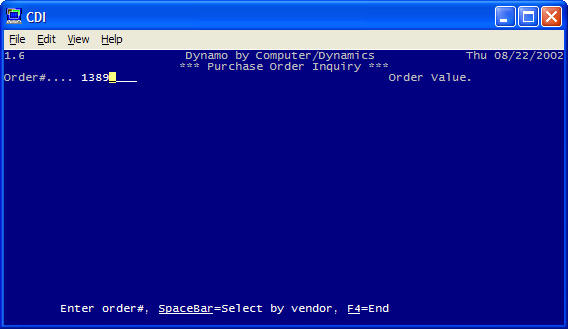 CDI
File Edit View Help
1.6 Dynamo by Computer/Dynamics Thu 08/22/2002
*** Purchase Order Inquiry ***
Order#.... 1389____ Order Value.
Enter order#, SpaceBar=Select by vendor, F4=End